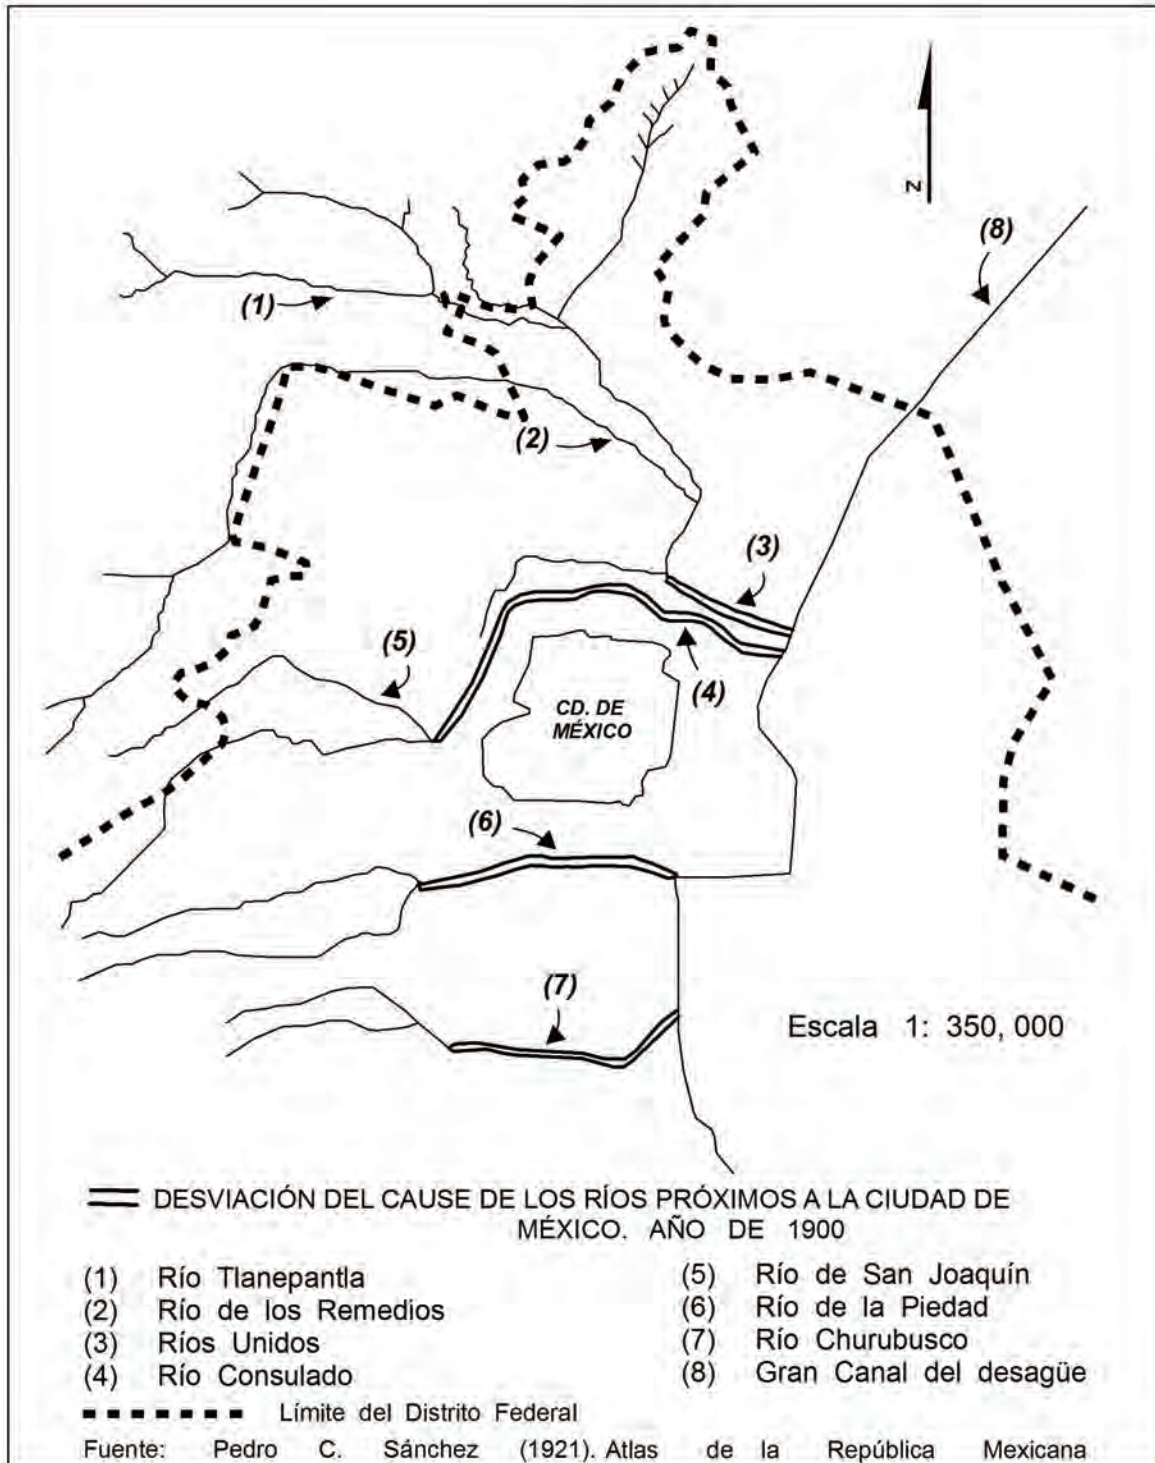 N
(8)
(1)
(2)
(3)
(5)
(4)
CD. DE
MÉXICO
(6)
(7)
Escala 1: 350, 000
DESVIACIÓN DEL CAUSE DE LOS RÍOS PRÓXIMOS A LA CIUDAD DE
MÉXICO. AÑO DE 1900
(1) Río Tlanepantla
(2) Río de los Remedios
(3) Ríos Unidos
(4) Río Consulado
(5) Río de San Joaquín
(6) Río de la Piedad
(7) Río Churubusco
(8) Gran Canal del desagüe
Límite del Distrito Federal
Fuente: Pedro C. Sánchez (1921). Atlas de la República Mexicana